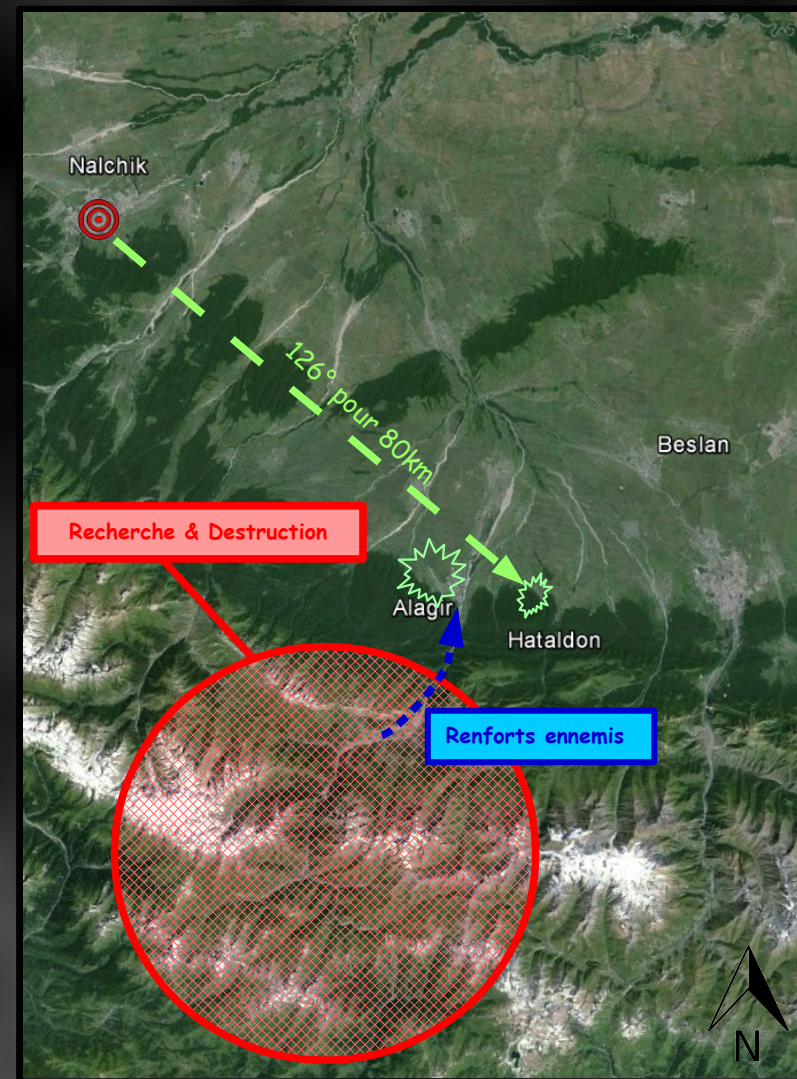 Nalchik
126° pour 80km
Beslan
Recherche & Destruction
Alagir
Hataldon
Renforts ennemis
N